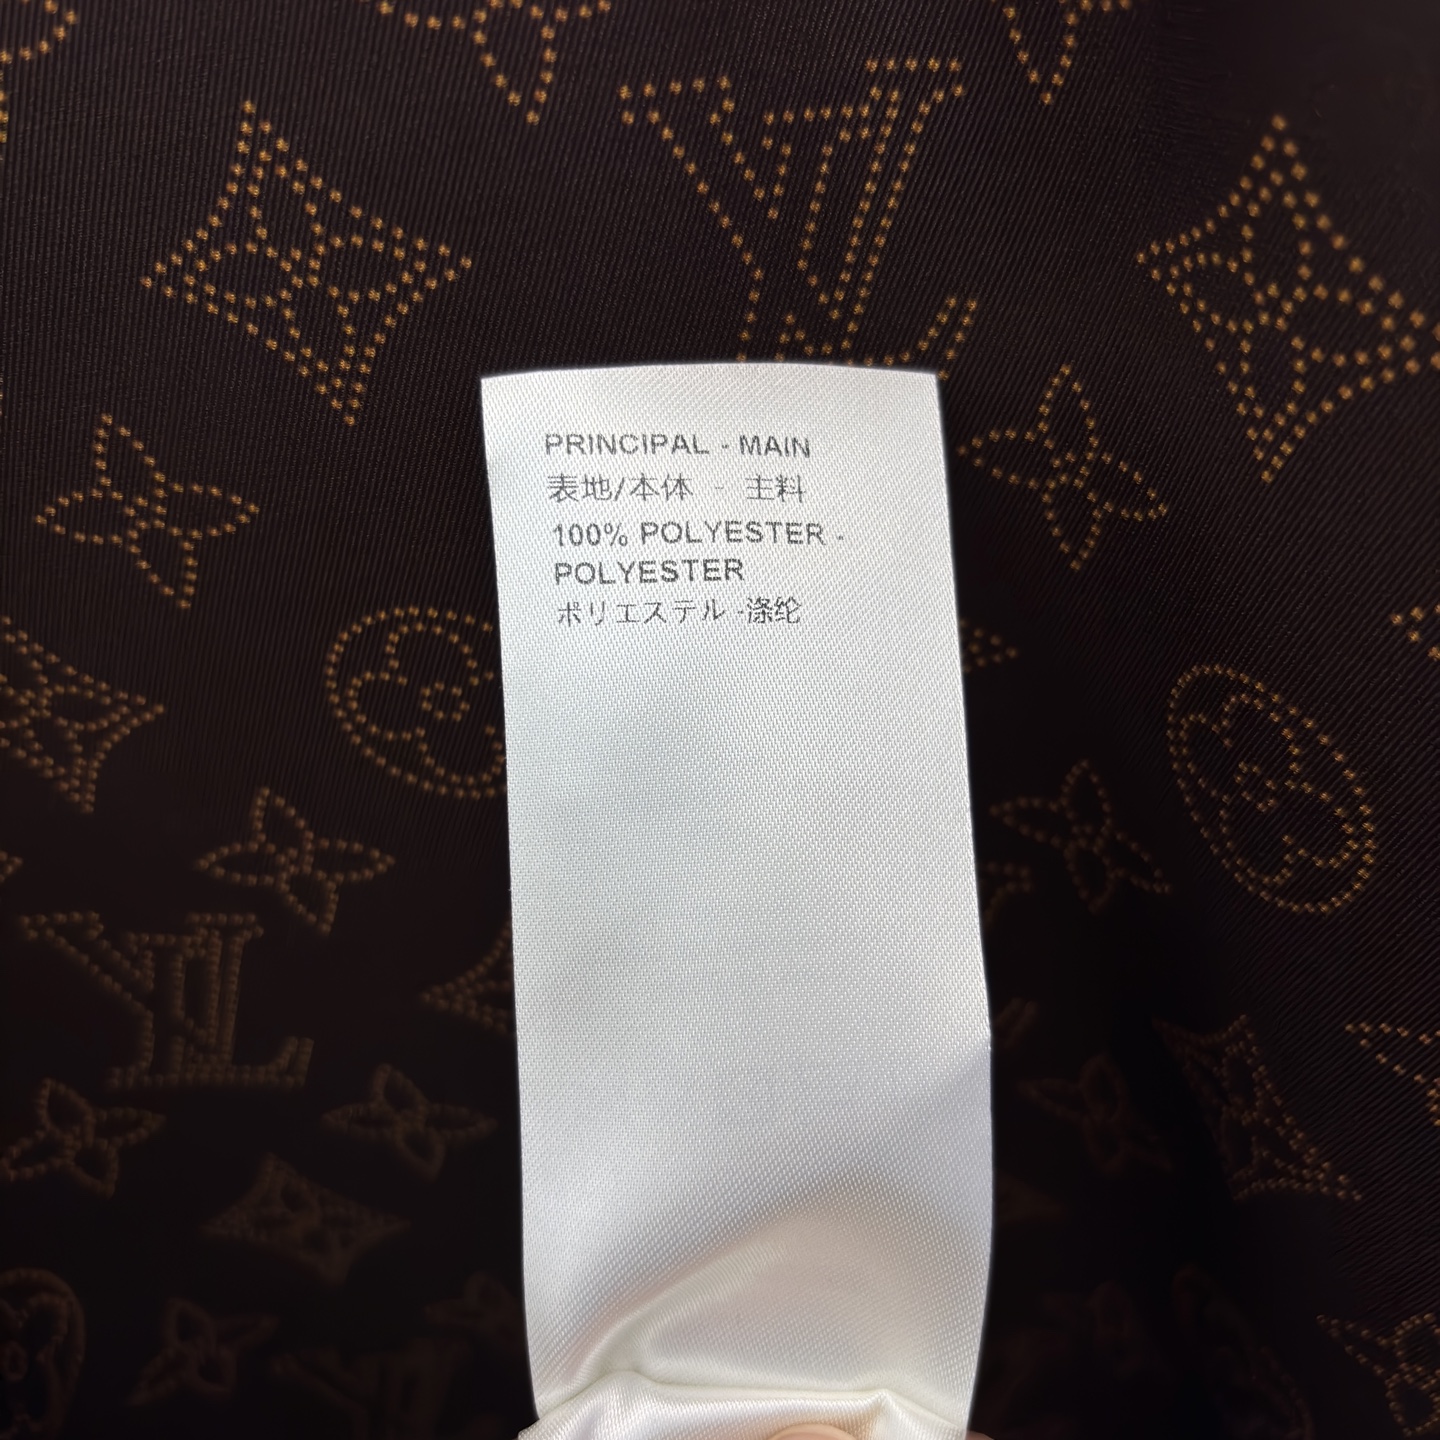 PRINCIPAL - MAIN
表地/本体 - 主料
100% POLYESTER -
POLYESTER
ポリエステル -涤纶